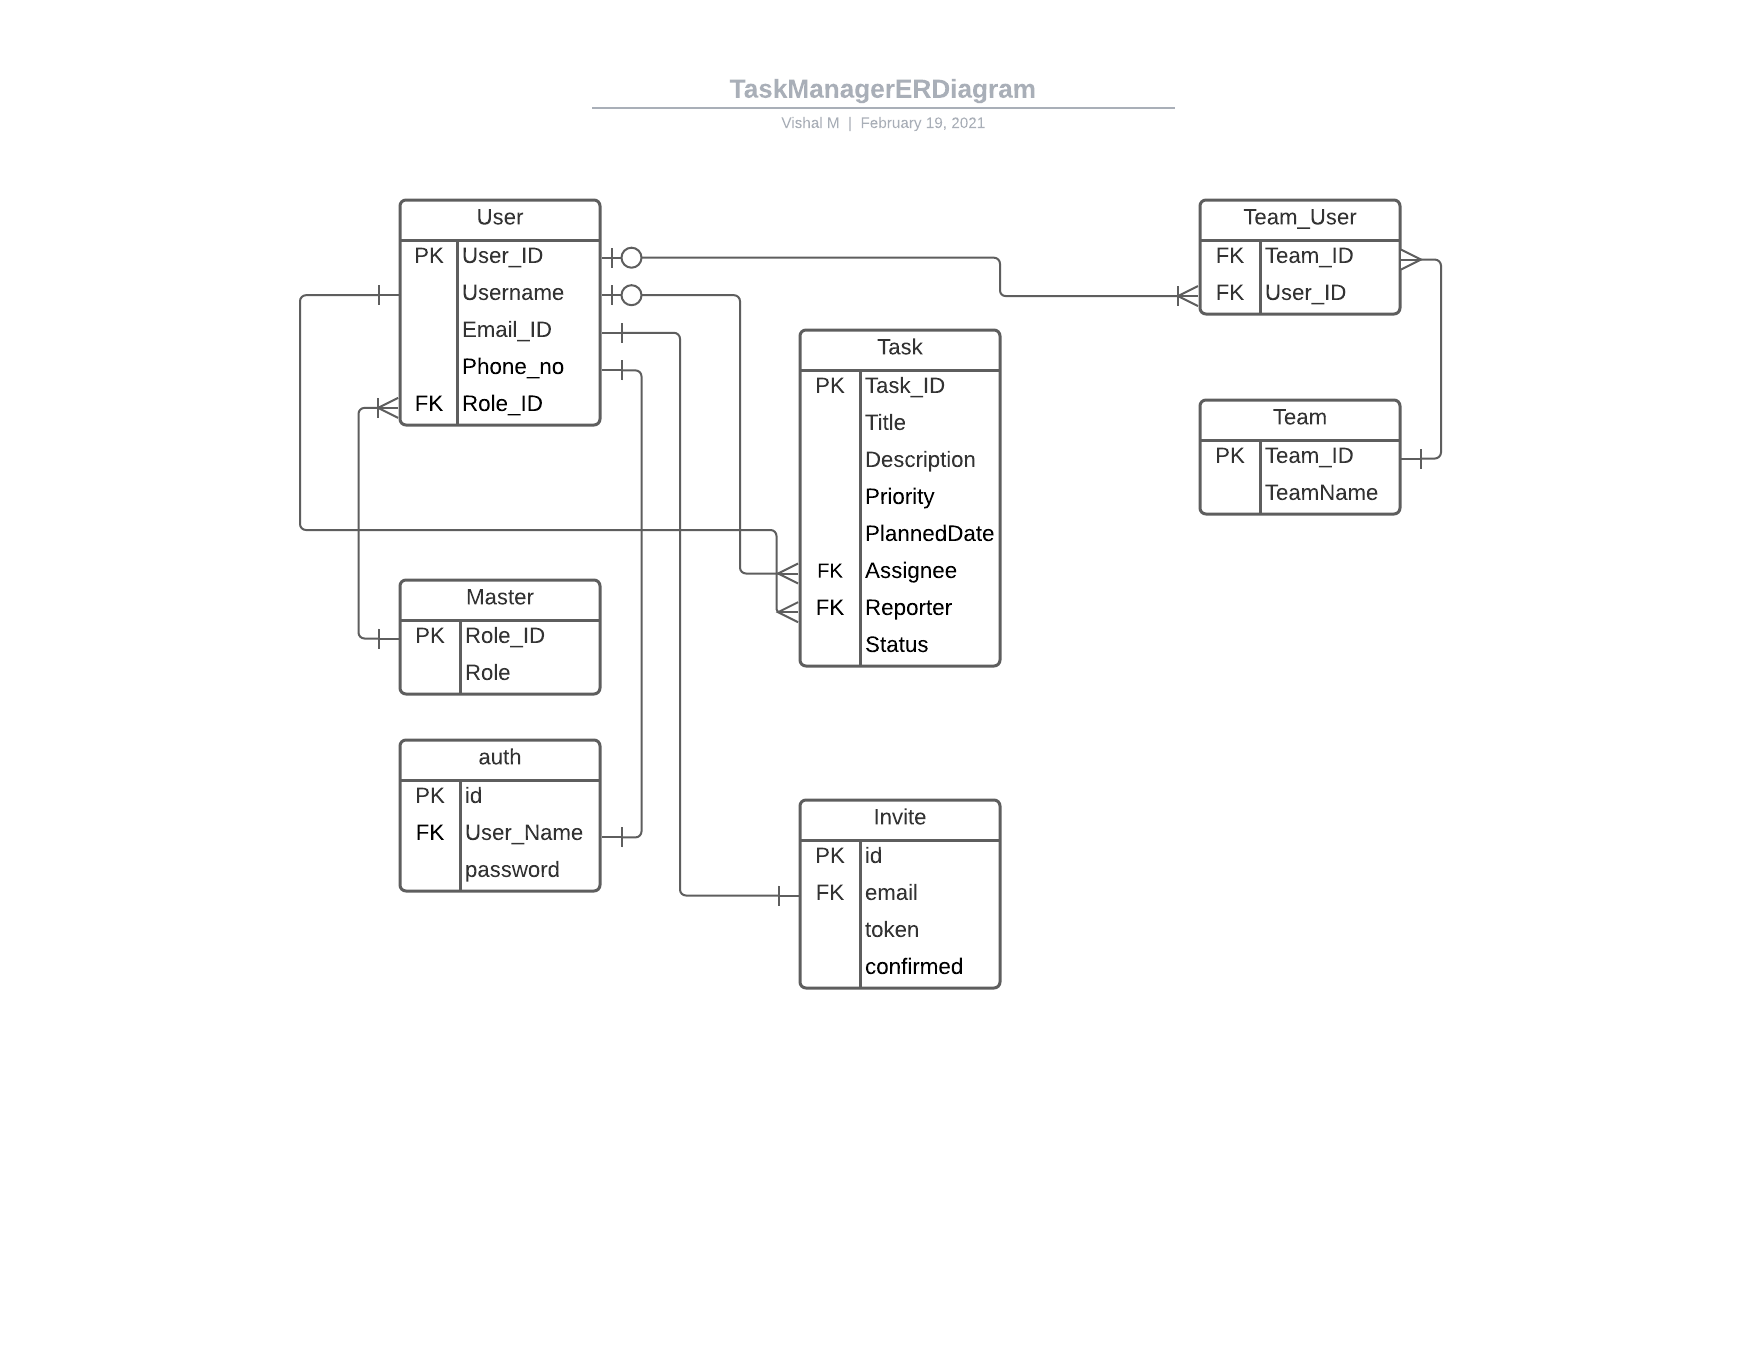 TaskManagerERDiagram
Vishal M | February 19, 2021
User
PK User_ID
Username
Email_ID
Phone_no
FK Role_ID
Team_User
FK Team_ID
FK User_ID
Task
PK Task_ID
Title
Description
Priority
PlannedDate
FK Assignee
FK Reporter
Status
Team
PK Team_ID
TeamName
Master
PK Role_ID
Role
auth
PK id
FK User_Name
password
Invite
PK id
FK email
token
confirmed